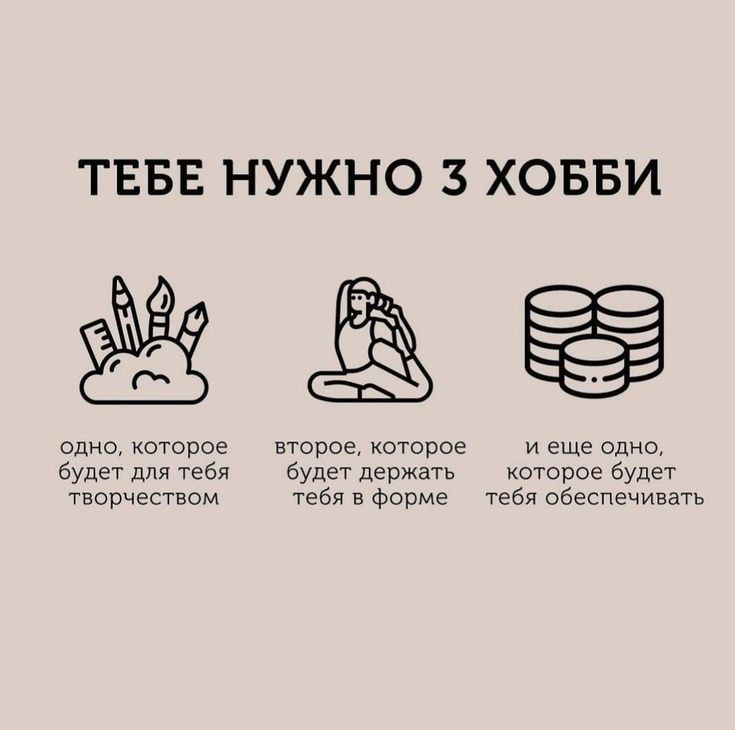 ТЕБЕ НУЖНО 3 ХОББИ
одно, которое
будет для тебя
творчеством
второе, которое
будет держать
тебя в форме
и еще одно,
которое будет
тебя обеспечивать